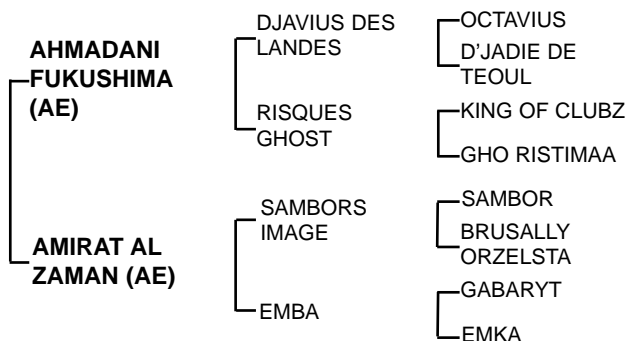 AHMADANI
FUKUSHIMA
(AE)
AMIRAT AL
ZAMAN (AE)
DJAVIUS DES
LANDES
RISQUES
GHOST
SAMBORS
IMAGE
EMBA
OCTAVIUS
D'JADIE DE
TEOUL
KING OF CLUBZ
GHO RISTIMAA
SAMBOR
BRUSALLY
ORZELSTA
GABARYT
EMKA